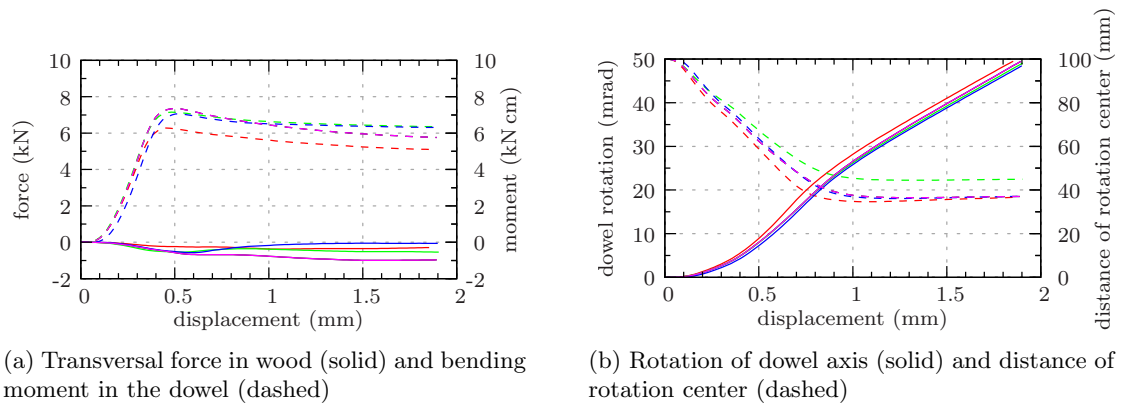 10
8
6
4
2
0
-2
force (kN)
10
8
6
4
2
0
-2
moment (kN cm)
0 0.5 1 1.5 2
displacement (mm)
(a) Transversal force in wood (solid) and bending
moment in the dowel (dashed)
50
40
30
20
10
0
dowel rotation (mrad)
100
80
60
40
20
0
distance of rotation center (mm)
0 0.5 1 1.5 2
displacement (mm)
(b) Rotation of dowel axis (solid) and distance of
rotation center (dashed)